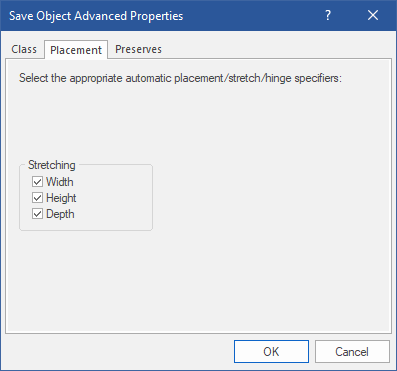 Save Object Advanced Properties
?
Class Placement Preserves
Select the appropriate automatic placement/stretch/hinge specifiers:
Stretching
Width
Height
Depth
OK Cancel